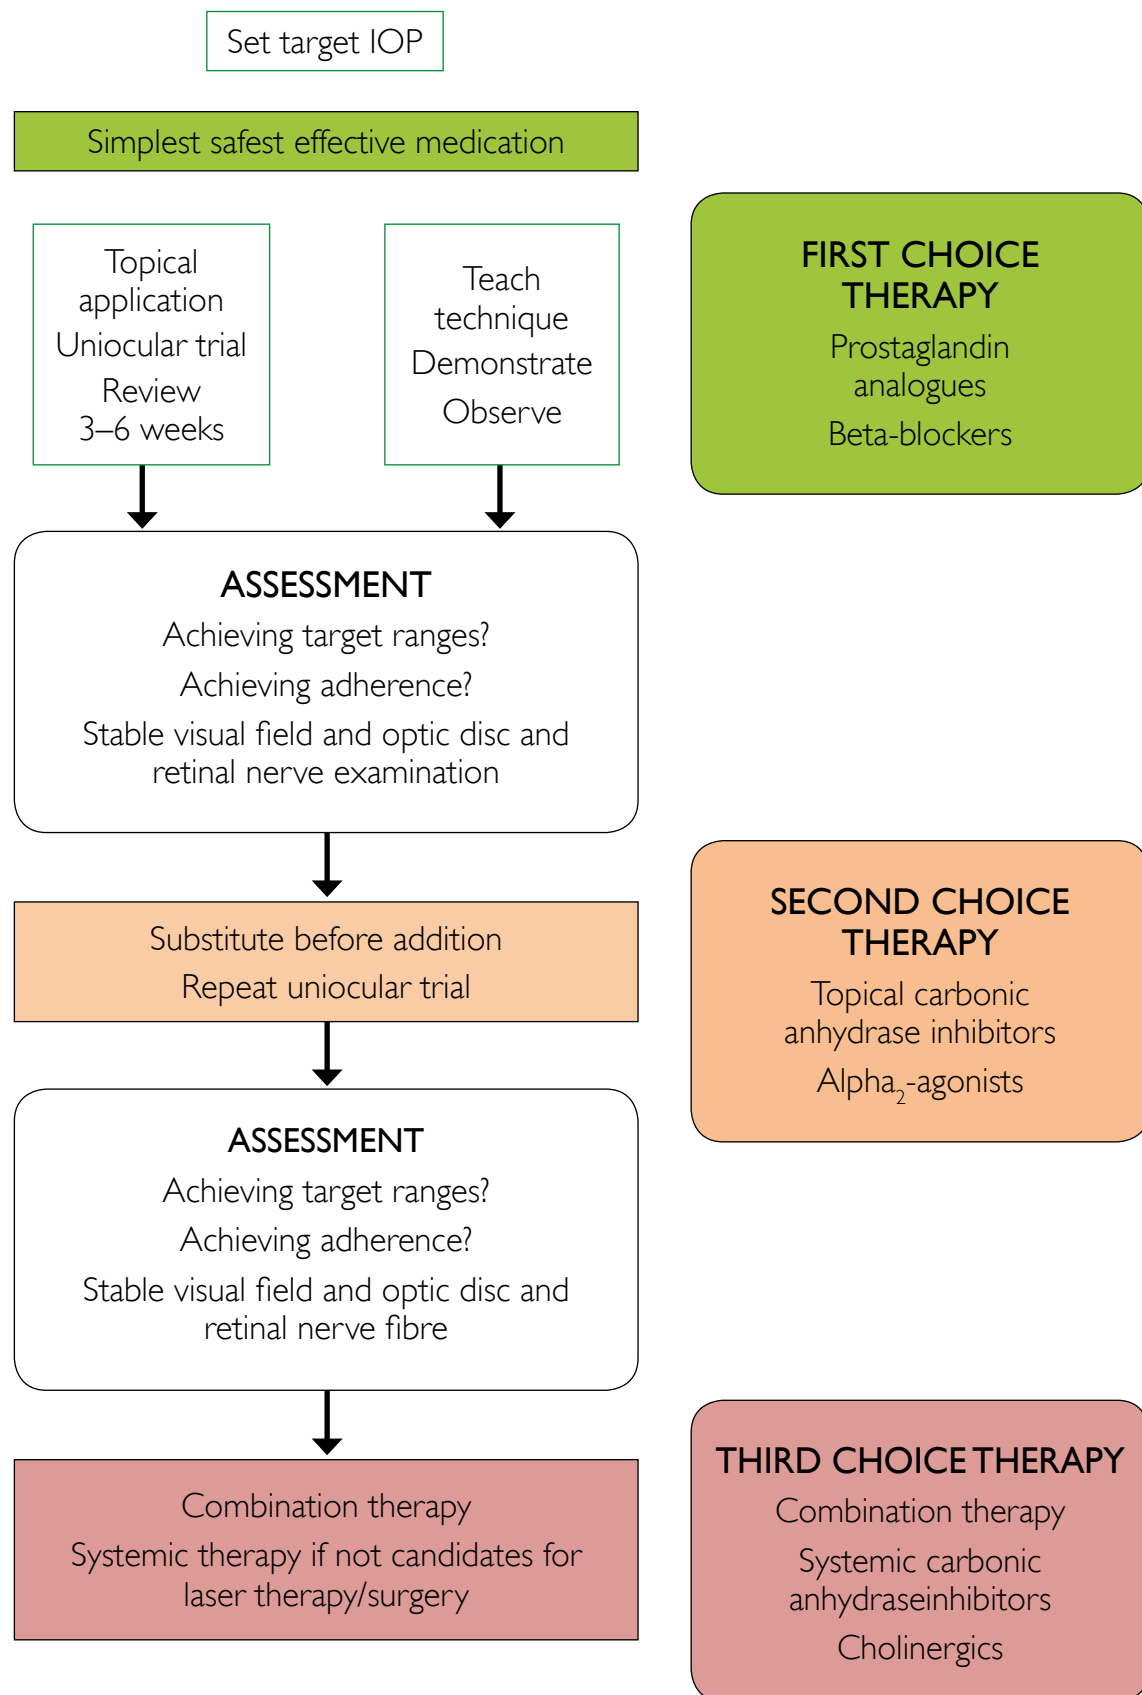 Set target IOP
Simplest safest effective medication
Topical
application
Uniocular trial
Review
3–6 weeks
Teach
technique
Demonstrate
Observe
FIRST CHOICE
THERAPY
Prostaglandin
analogues
Beta-blockers
ASSESSMENT
Achieving target ranges?
Achieving adherence?
Stable visual field and optic disc and
retinal nerve examination
Substitute before addition
Repeat uniocular trial
SECOND CHOICE
THERAPY
Topical carbonic
anhydrase inhibitors
Alpha₂-agonists
ASSESSMENT
Achieving target ranges?
Achieving adherence?
Stable visual field and optic disc and
retinal nerve fibre
Combination therapy
Systemic therapy if not candidates for
laser therapy/surgery
THIRD CHOICE THERAPY
Combination therapy
Systemic carbonic
anhydraseinhibitors
Cholinergics